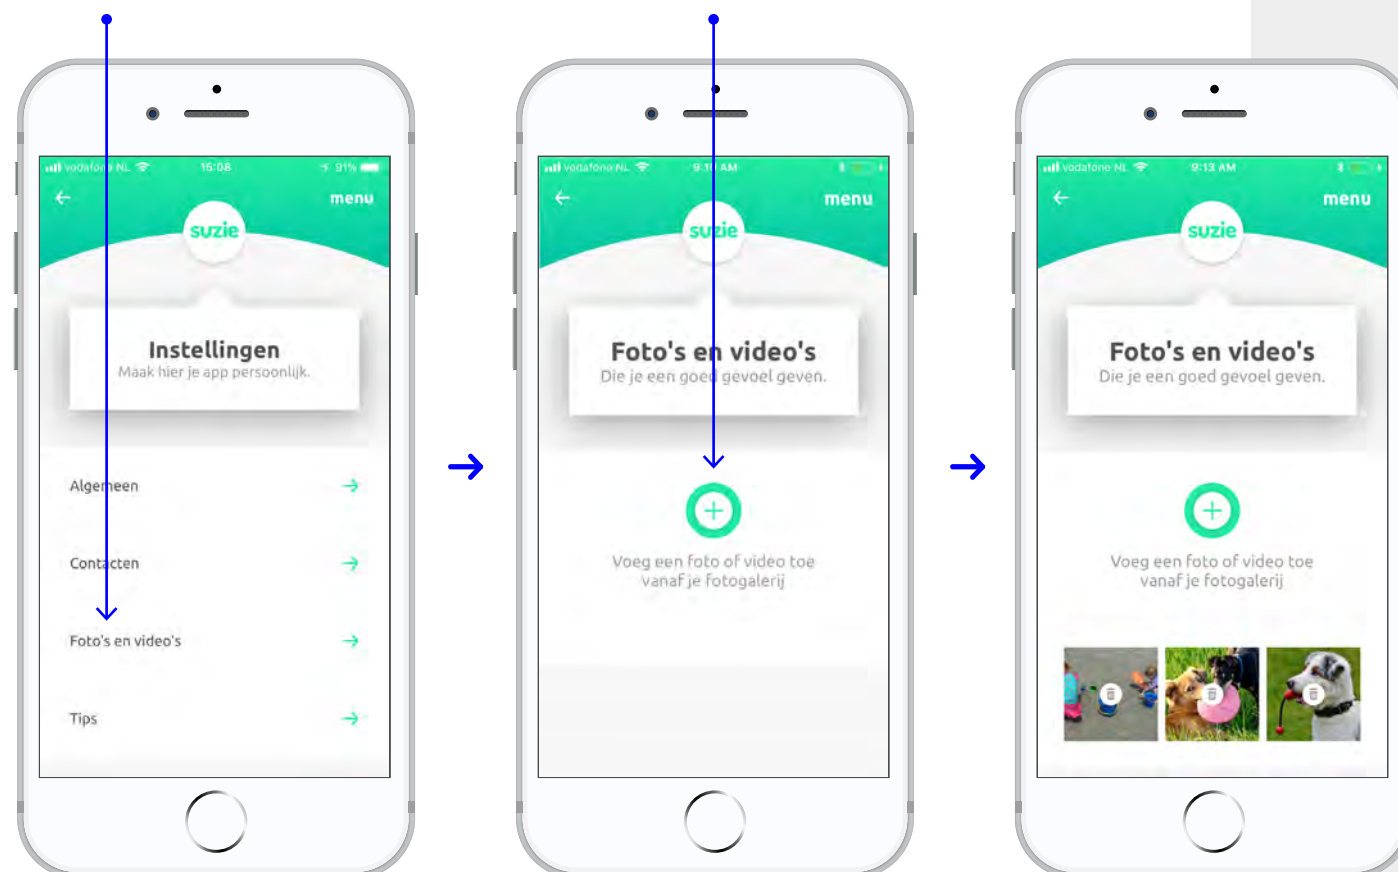 vodafone NL 15:08 91%
menu
suzie
Instellingen
Maak hier je app persoonlijk.
Algemeen
Contacten
Foto's en video's
Tips
vodafone NL 9:10 AM
menu
suzie
Foto's en video's
Die je een goed gevoel geven.
Voeg een foto of video toe
vanaf je fotogalerij
vodafone NL 9:13 AM
menu
suzie
Foto's en video's
Die je een goed gevoel geven.
Voeg een foto of video toe
vanaf je fotogalerij